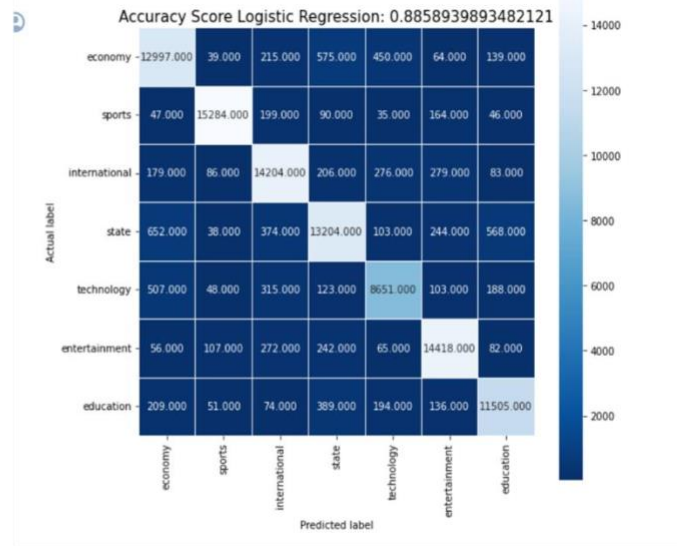 Accuracy Score Logistic Regression: 0.8858939893482121
14000
economy 12997.000 39.000 215.000 575.000 450.000 64.000 139.000
12000
sports 47.000 15284.000 199.000 90.000 35.000 164.000 46.000
10000
international 179.000 86.000 14204.000 206.000 276.000 279.000 83.000
8000
Actual label
state 652.000 38.000 374.000 13204.000 103.000 244.000 568.000
technology 507.000 48.000 315.000 123.000 8651.000 103.000 188.000
6000
entertainment 56.000 107.000 272.000 242.000 65.000 14418.000 82.000
4000
education 209.000 51.000 74.000 389.000 194.000 136.000 11505.000
2000
economy sports international state technology entertainment education
Predicted label